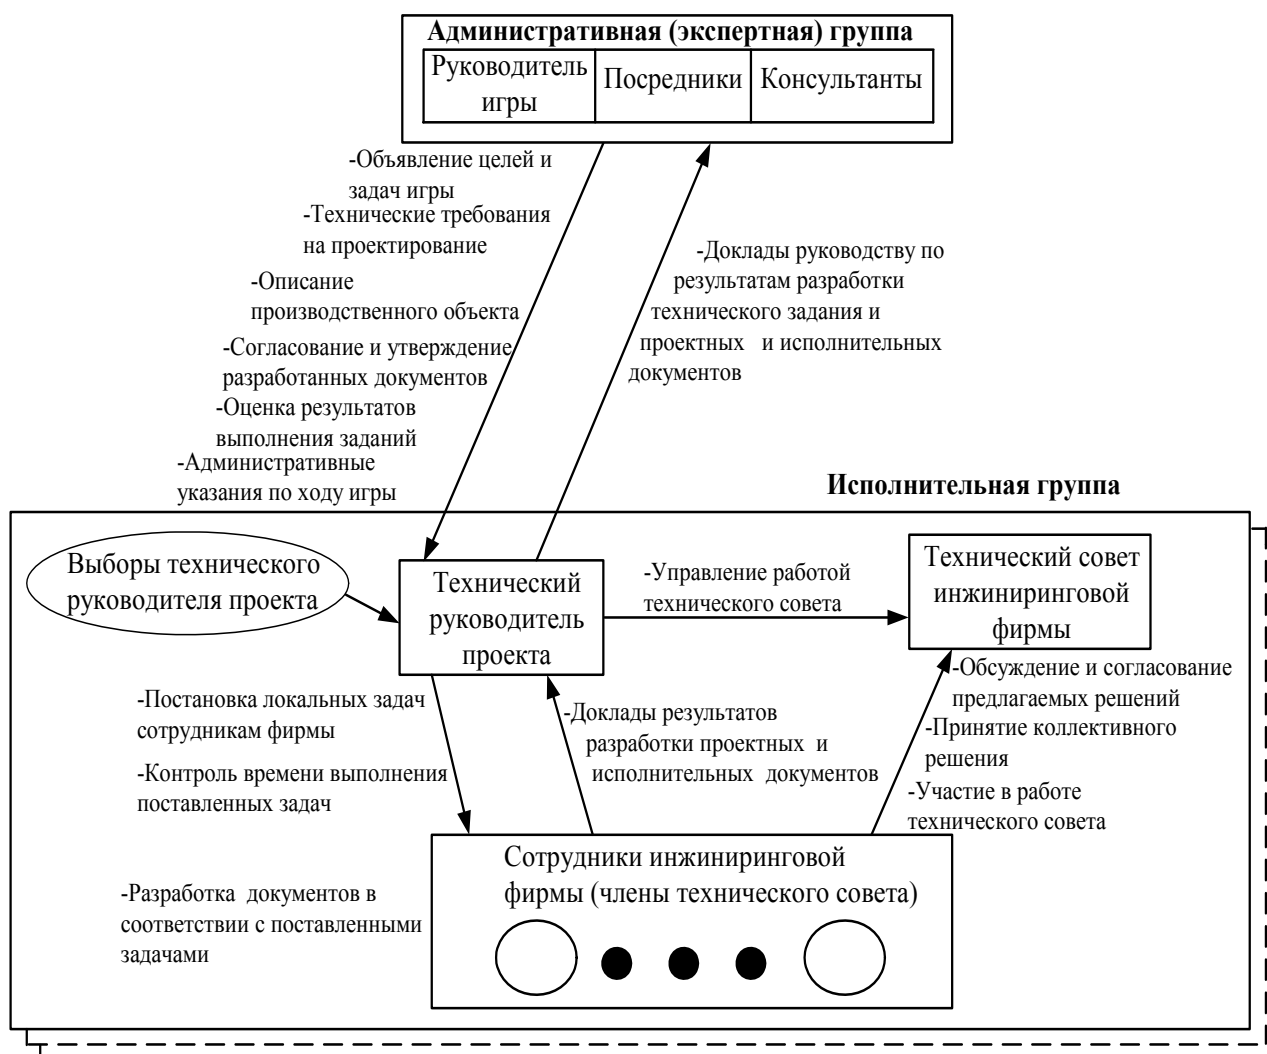 Административная (экспертная) группа
Руководитель
игры
Посредники
Консультанты
-Объявление целей и
задач игры
-Технические требования
на проектирование
-Описание
производственного объекта
-Согласование и утверждение
разработанных документов
-Оценка результатов
выполнения заданий
-Административные
указания по ходу игры
-Доклады руководству по
результатам разработки
технического задания и
проектных и исполнительных
документов
Исполнительная группа
Выборы технического
руководителя проекта
Технический
руководитель
проекта
-Управление работой
технического совета
Технический совет
инжиниринговой
фирмы
-Постановка локальных задач
сотрудникам фирмы
-Контроль времени выполнения
поставленных задач
-Доклады результатов
разработки проектных и
исполнительных документов
-Обсуждение и согласование
предлагаемых решений
-Принятие коллективного
решения
-Участие в работе
технического совета
-Разработка документов в
соответствии с поставленными
задачами
Сотрудники инжиниринговой
фирмы (члены технического совета)